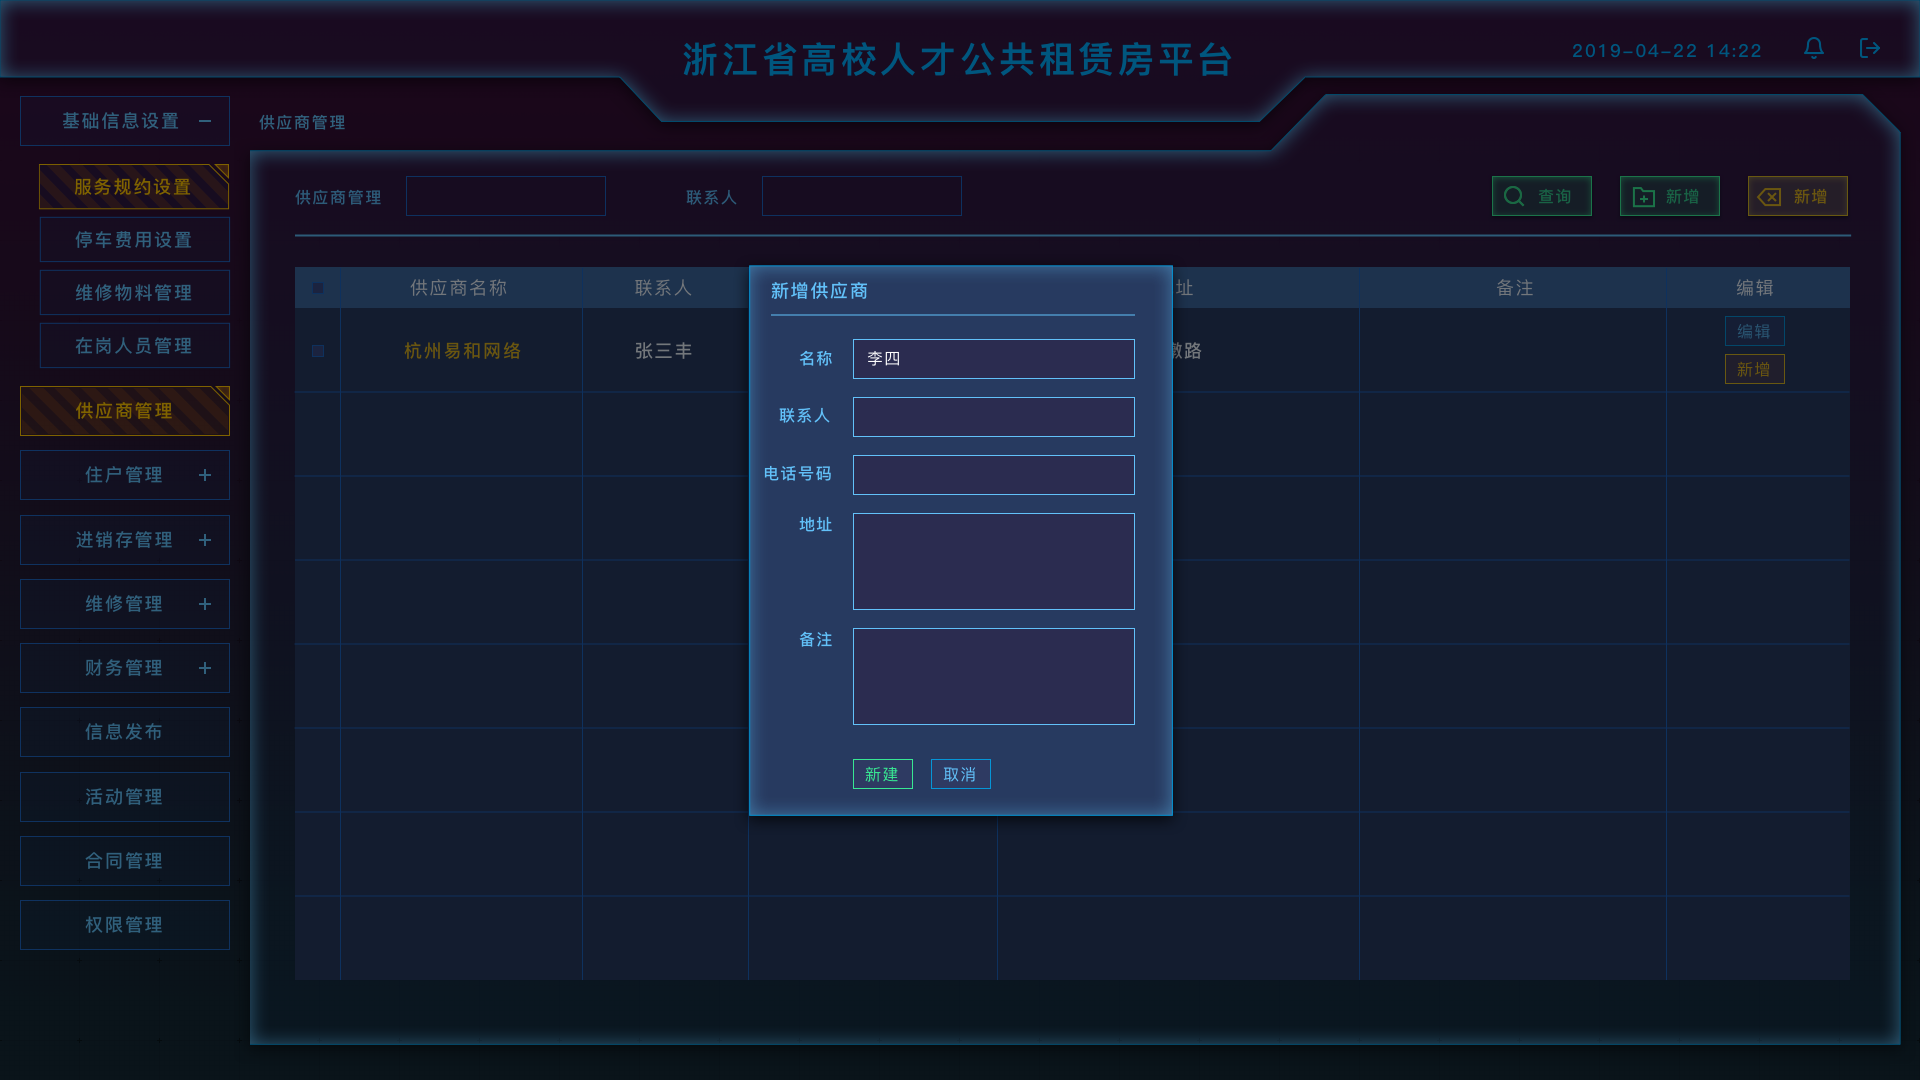 浙江省高校人才公共租赁房平台
2019-04-22 14:22
基础信息设置
服务规约设置
停车费用设置
维修物料管理
在岗人员管理
供应商管理
住户管理
进销存管理
维修管理
财务管理
信息发布
活动管理
合同管理
权限管理
供应商管理
供应商管理
联系人
查询
新增
新增
供应商名称
联系人
址
备注
编辑
杭州易和网络
张三丰
路
编辑
新增
新增供应商
名称
李四
联系人
电话号码
地址
备注
新建
取消